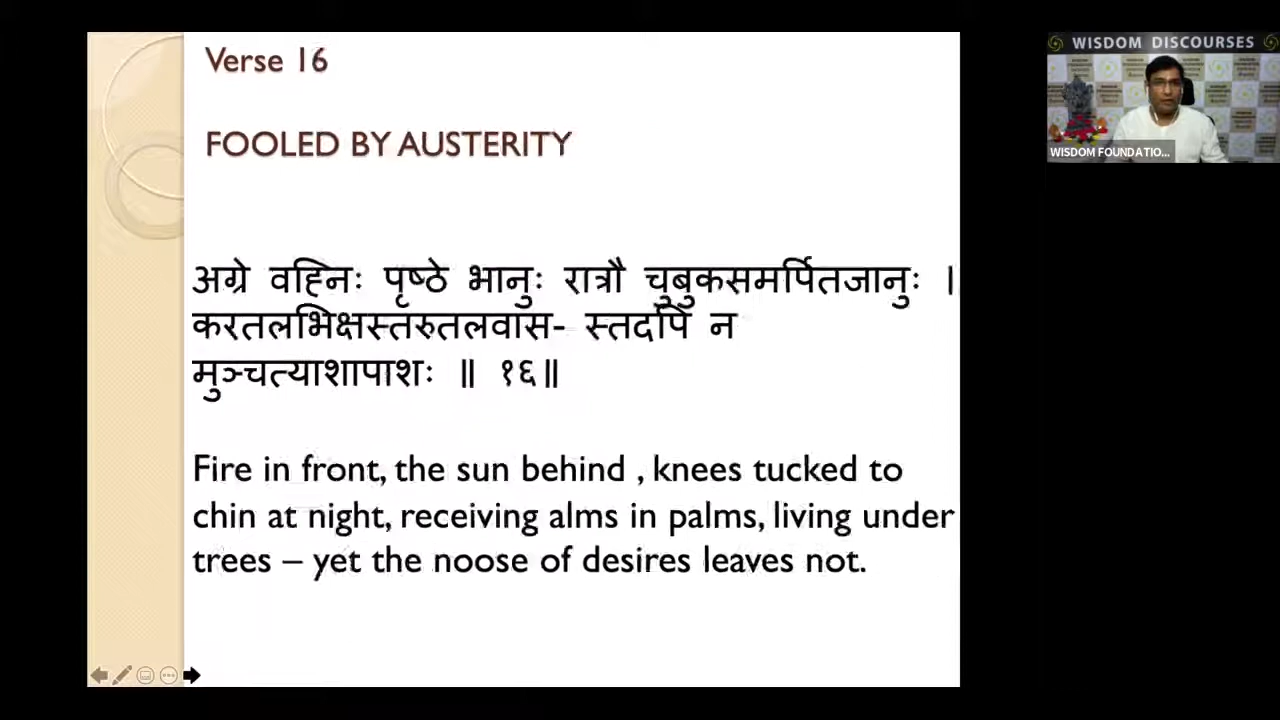 Verse 16
FOOLED BY AUSTERITY
अग्रे वह्निः पृष्ठे भानुः रात्रौ चुबुकसमर्पितजानुः ।
करतलभिक्षस्तरुतलवास- स्तदपि न
मुञ्चत्याशापाशः ॥ १६॥
Fire in front, the sun behind , knees tucked to
chin at night, receiving alms in palms, living under
trees – yet the noose of desires leaves not.
WISDOM DISCOURSES
WISDOM FOUNDATIO...